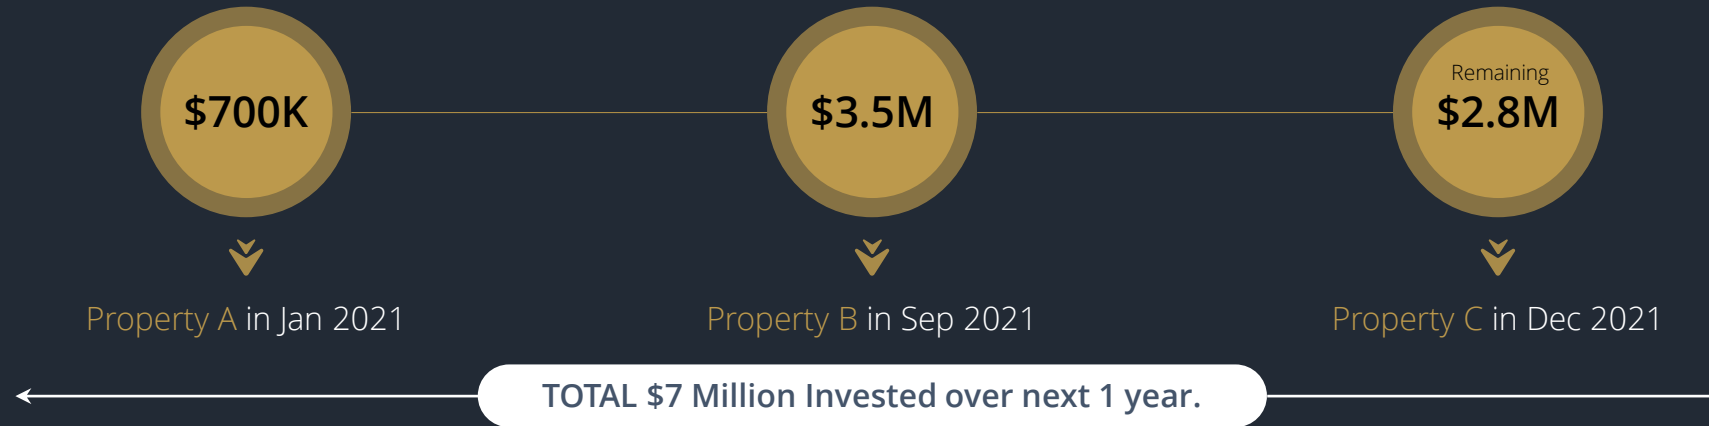 $700K
$3.5M
Remaining
$2.8M
Property A in Jan 2021
Property B in Sep 2021
Property C in Dec 2021
TOTAL $7 Million Invested over next 1 year.